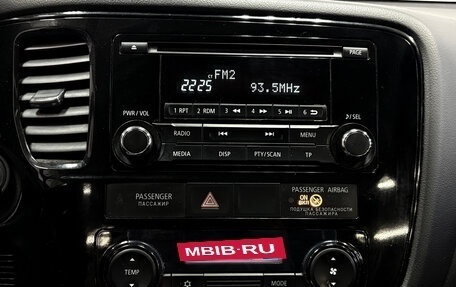 PAGE
22:25 CT FM2 93.5MHz
1 RPT 2 RDM 3 4 5 6
PWR / VOL
♪/SEL
RADIO MENU
MEDIA DISP PTY/SCAN TP
PASSENGER
ПАССАЖИР
PASSENGER AIRBAG
ON
ПОДУШКА БЕЗОПАСНОСТИ
ПАССАЖИРА
MBIB-RU
TEMP
MODE